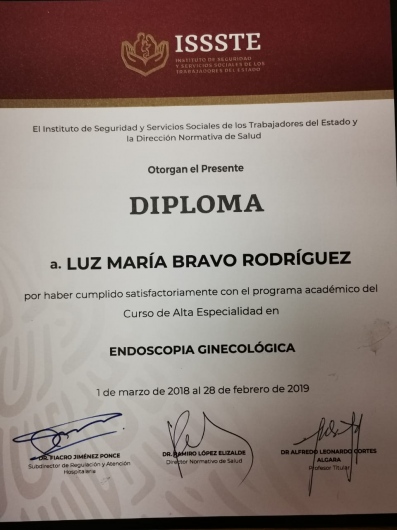 ISSSTE
INSTITUTO DE SEGURIDAD
Y SERVICIOS SOCIALES DE LOS
TRABAJADORES DEL ESTADO
El Instituto de Seguridad y Servicios Sociales de los Trabajadores del Estado y
la Dirección Normativa de Salud
Otorgan el Presente
DIPLOMA
a. LUZ MARÍA BRAVO RODRÍGUEZ
por haber cumplido satisfactoriamente con el programa académico del
Curso de Alta Especialidad en
ENDOSCOPIA GINECOLÓGICA
1 de marzo de 2018 al 28 de febrero de 2019
DR. FIACRO JIMÉNEZ PONCE
Subdirector de Regulación y Atención
Hospitalaria
DR. RAMIRO LÓPEZ ELIZALDE
Director Normativo de Salud
DR ALFREDO LEONARDO CORTES
ALGARA
Profesor Titular